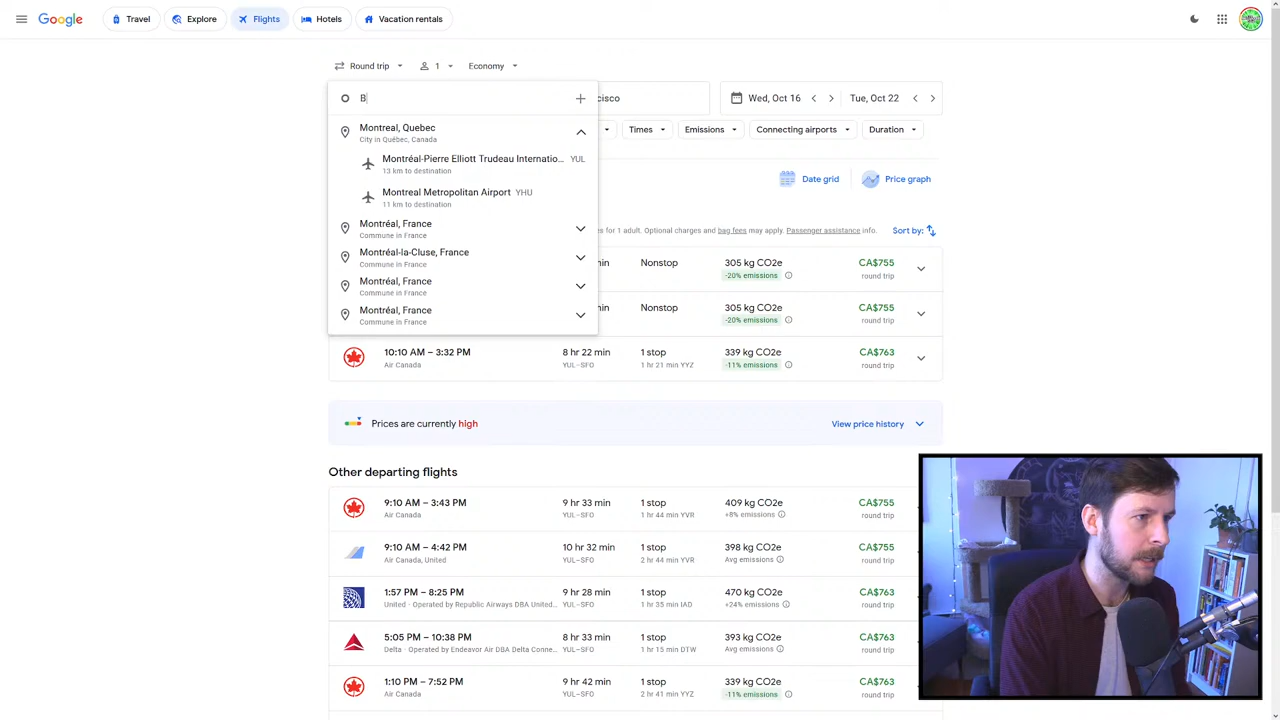 Google
Travel
Explore
Flights
Hotels
Vacation rentals
Round trip
1
Economy
B
cisco
Wed, Oct 16
Tue, Oct 22
Montreal, Quebec
City in Québec, Canada
Montréal-Pierre Elliott Trudeau Internatio... YUL
13 km to destination
Montreal Metropolitan Airport YHU
11 km to destination
Montréal, France
Commune in France
Montréal-la-Cluse, France
Commune in France
Montréal, France
Commune in France
Montréal, France
Commune in France
Times
Emissions
Connecting airports
Duration
Date grid
Price graph
es for 1 adult. Optional charges and bag fees may apply. Passenger assistance info.
Sort by:
min Nonstop 305 kg CO2e CA$755
-20% emissions round trip
min Nonstop 305 kg CO2e CA$755
-20% emissions round trip
10:10 AM – 3:32 PM 8 hr 22 min 1 stop 339 kg CO2e CA$763
Air Canada YUL–SFO 1 hr 21 min YYZ -11% emissions round trip
Prices are currently high
View price history
Other departing flights
9:10 AM – 3:43 PM 9 hr 33 min 1 stop 409 kg CO2e CA$755
Air Canada YUL–SFO 1 hr 44 min YVR +8% emissions round trip
9:10 AM – 4:42 PM 10 hr 32 min 1 stop 398 kg CO2e CA$755
Air Canada, United YUL–SFO 2 hr 44 min YVR Avg emissions round trip
1:57 PM – 8:25 PM 9 hr 28 min 1 stop 470 kg CO2e CA$763
United · Operated by Republic Airways DBA United... YUL–SFO 1 hr 35 min IAD +24% emissions round trip
5:05 PM – 10:38 PM 8 hr 33 min 1 stop 393 kg CO2e CA$763
Delta · Operated by Endeavor Air DBA Delta Conne... YUL–SFO 1 hr 15 min DTW Avg emissions round trip
1:10 PM – 7:52 PM 9 hr 42 min 1 stop 339 kg CO2e CA$763
Air Canada YUL–SFO 2 hr 41 min YYZ -11% emissions round trip